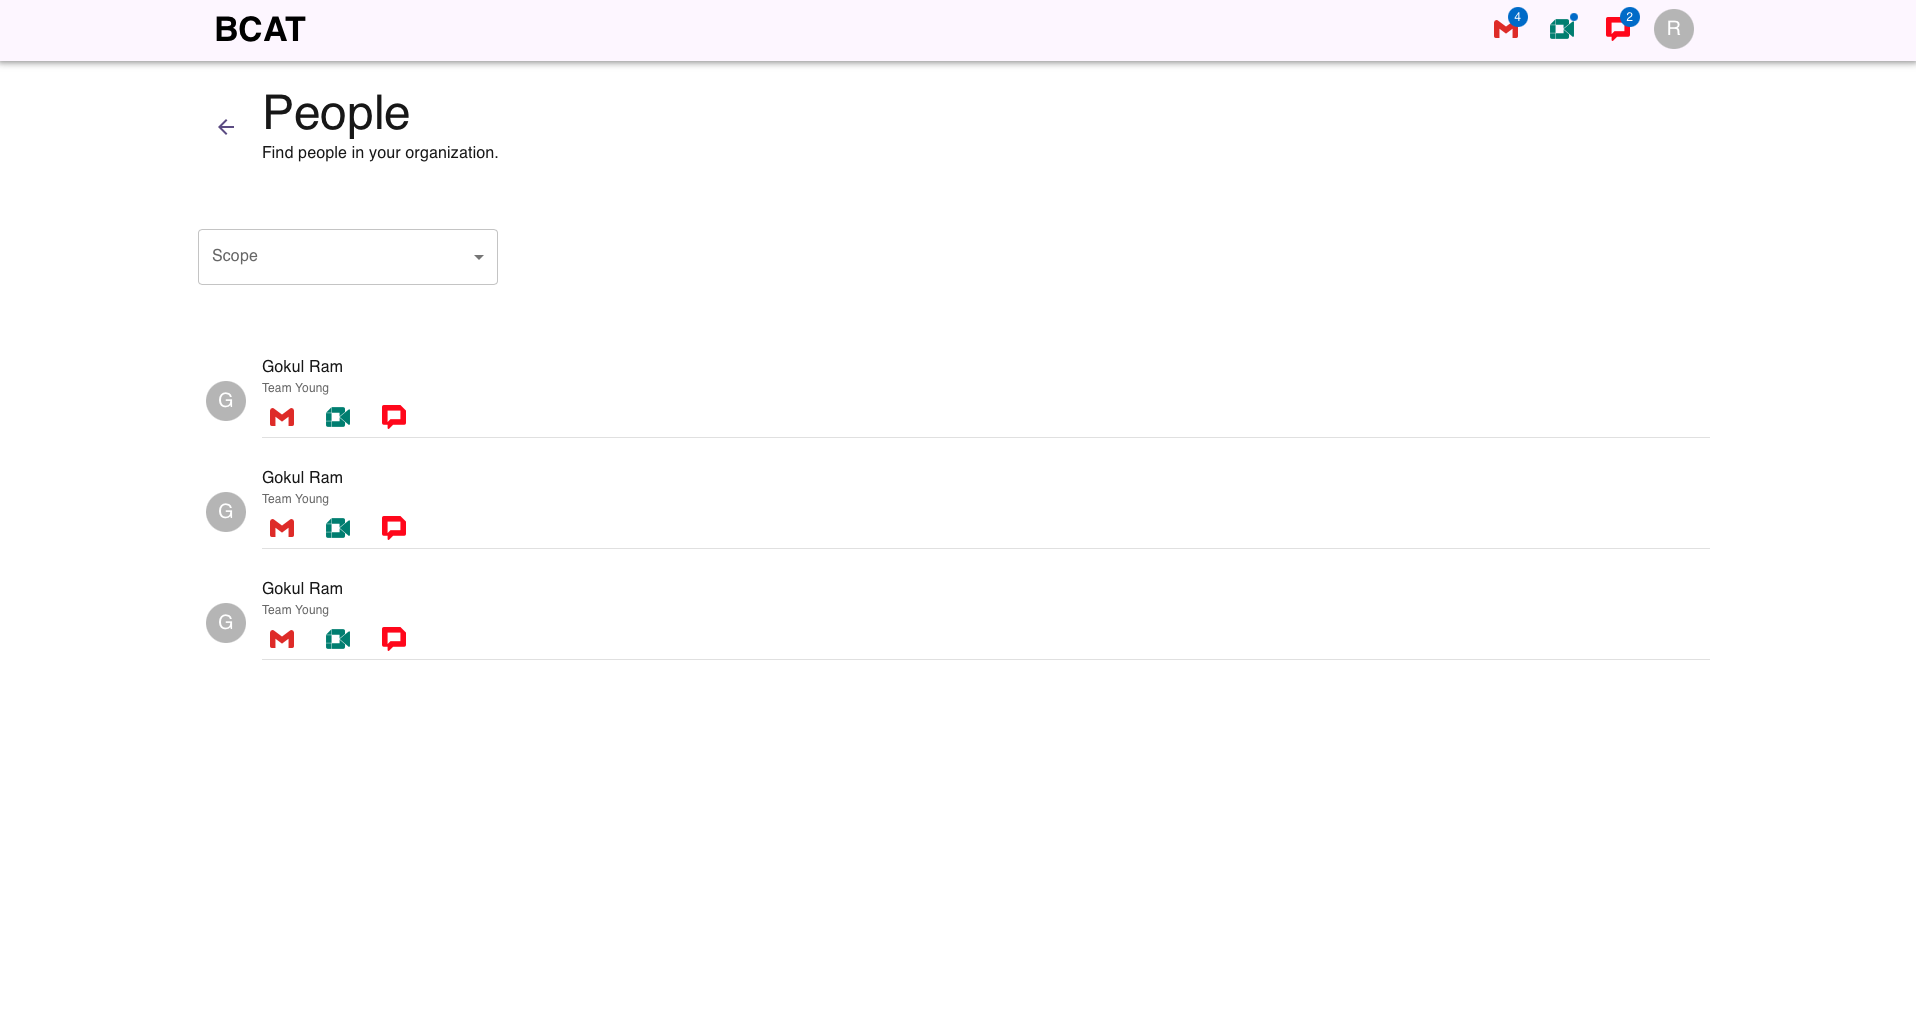 BCAT
4
2
R
People
Find people in your organization.
Scope
Gokul Ram
Team Young
G
Gokul Ram
Team Young
G
Gokul Ram
Team Young
G